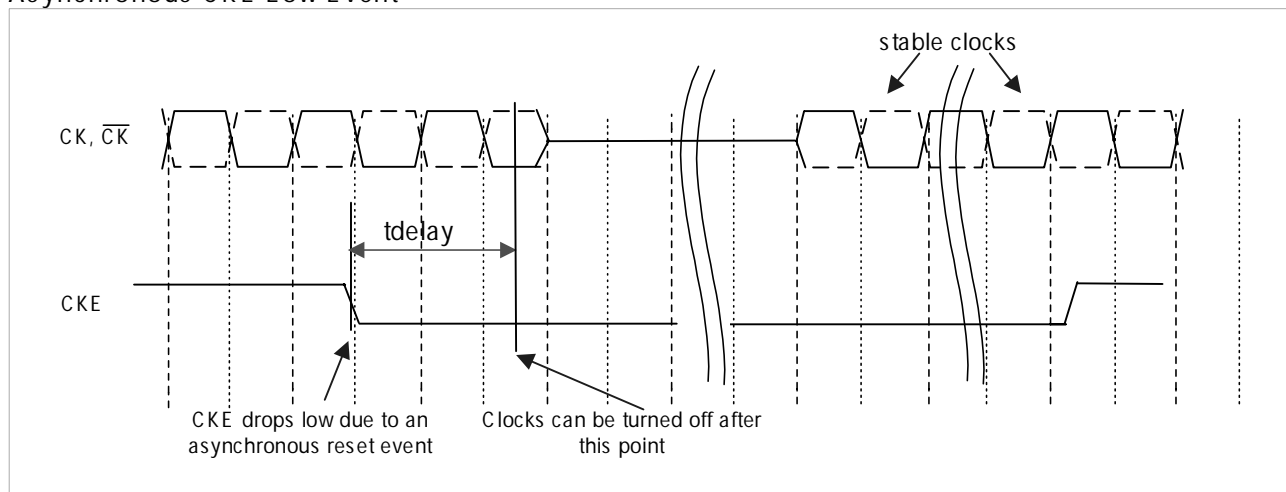 Asynchronous CKE Low Event
stable clocks
CK, C̅K̅
tdelay
CKE
CKE drops low due to an
asynchronous reset event
Clocks can be turned off after
this point